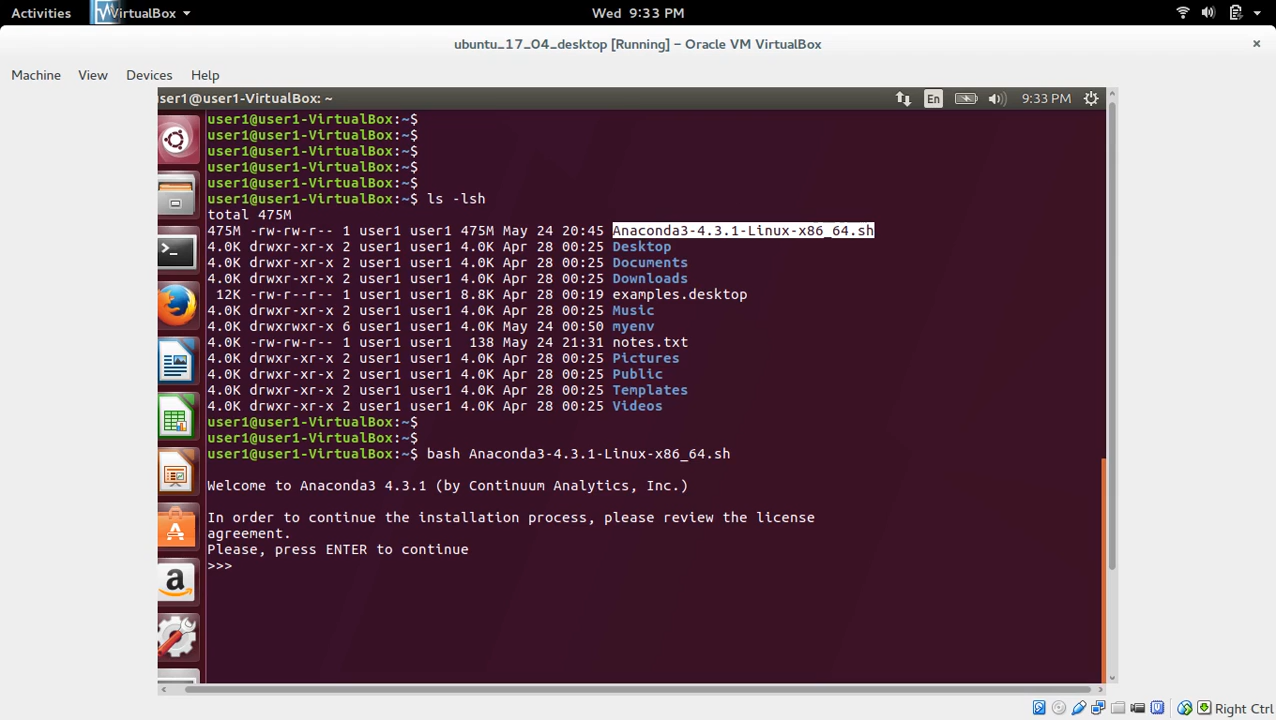 Activities VirtualBox Wed 9:33 PM
ubuntu_17_04_desktop [Running] – Oracle VM VirtualBox ×
Machine View Devices Help
user1@user1-VirtualBox: ~ En 9:33 PM
user1@user1-VirtualBox:~$
user1@user1-VirtualBox:~$
user1@user1-VirtualBox:~$
user1@user1-VirtualBox:~$
user1@user1-VirtualBox:~$
user1@user1-VirtualBox:~$ ls -lsh
total 475M
475M -rw-rw-r-- 1 user1 user1 475M May 24 20:45 Anaconda3-4.3.1-Linux-x86_64.sh
4.0K drwxr-xr-x 2 user1 user1 4.0K Apr 28 00:25 Desktop
4.0K drwxr-xr-x 2 user1 user1 4.0K Apr 28 00:25 Documents
4.0K drwxr-xr-x 2 user1 user1 4.0K Apr 28 00:25 Downloads
12K -rw-r--r-- 1 user1 user1 8.8K Apr 28 00:19 examples.desktop
4.0K drwxr-xr-x 2 user1 user1 4.0K Apr 28 00:25 Music
4.0K drwxrwxr-x 6 user1 user1 4.0K May 24 00:50 myenv
4.0K -rw-rw-r-- 1 user1 user1 138 May 24 21:31 notes.txt
4.0K drwxr-xr-x 2 user1 user1 4.0K Apr 28 00:25 Pictures
4.0K drwxr-xr-x 2 user1 user1 4.0K Apr 28 00:25 Public
4.0K drwxr-xr-x 2 user1 user1 4.0K Apr 28 00:25 Templates
4.0K drwxr-xr-x 2 user1 user1 4.0K Apr 28 00:25 Videos
user1@user1-VirtualBox:~$
user1@user1-VirtualBox:~$
user1@user1-VirtualBox:~$ bash Anaconda3-4.3.1-Linux-x86_64.sh
Welcome to Anaconda3 4.3.1 (by Continuum Analytics, Inc.)
In order to continue the installation process, please review the license
agreement.
Please, press ENTER to continue
>>>
Right Ctrl